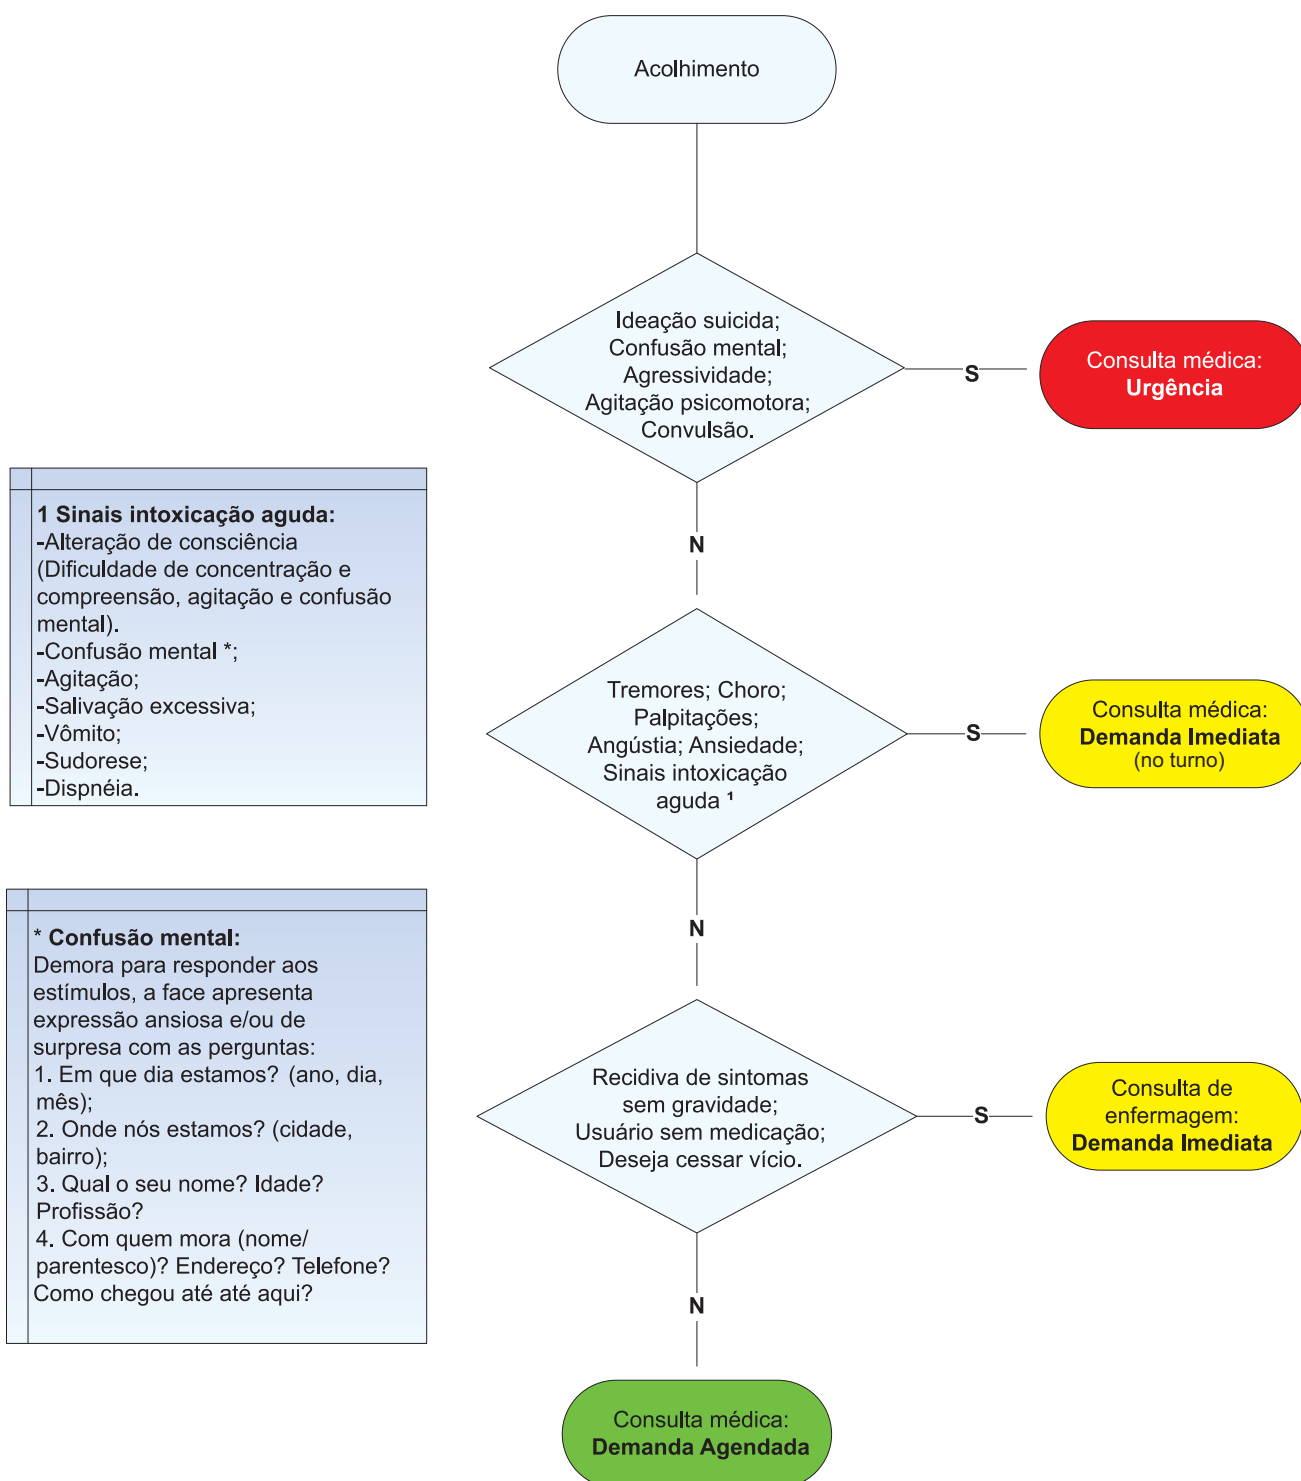 Acolhimento
Ideação suicida;
Confusão mental;
Agressividade;
Agitação psicomotora;
Convulsão.
S
Consulta médica:
Urgência
N
1 Sinais intoxicação aguda:
-Alteração de consciência
(Dificuldade de concentração e
compreensão, agitação e confusão
mental).
-Confusão mental *;
-Agitação;
-Salivação excessiva;
-Vômito;
-Sudorese;
-Dispnéia.
Tremores; Choro;
Palpitações;
Angústia; Ansiedade;
Sinais intoxicação
aguda ¹
S
Consulta médica:
Demanda Imediata
(no turno)
N
* Confusão mental:
Demora para responder aos
estímulos, a face apresenta
expressão ansiosa e/ou de
surpresa com as perguntas:
1. Em que dia estamos? (ano, dia,
mês);
2. Onde nós estamos? (cidade,
bairro);
3. Qual o seu nome? Idade?
Profissão?
4. Com quem mora (nome/
parentesco)? Endereço? Telefone?
Como chegou até até aqui?
Recidiva de sintomas
sem gravidade;
Usuário sem medicação;
Deseja cessar vício.
S
Consulta de
enfermagem:
Demanda Imediata
N
Consulta médica:
Demanda Agendada